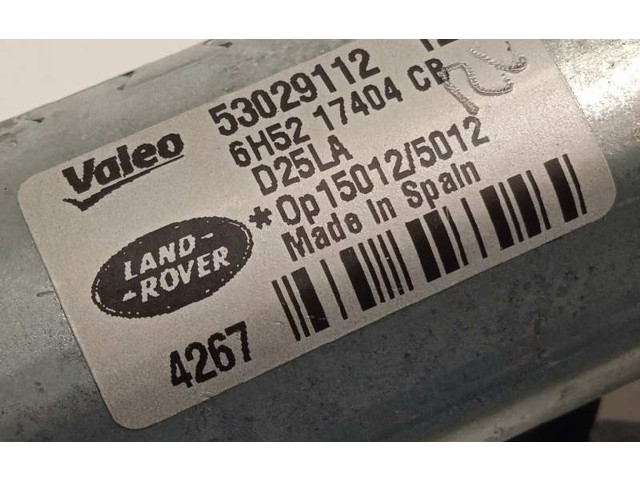 Valeo
53029112
6H52 17404 CB
D25LA
*Op15012/5012
Made In Spain
LAND-
-ROVER
4267